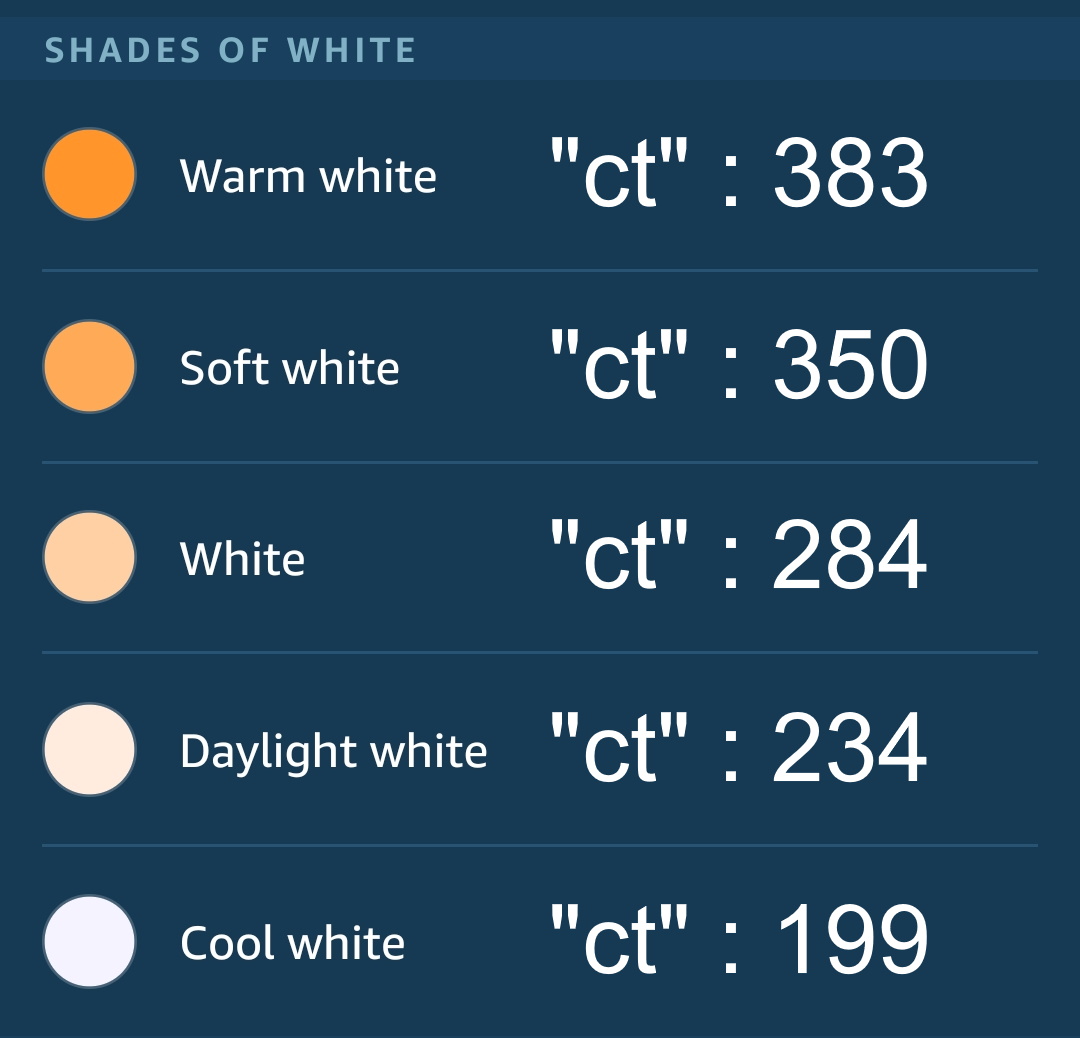 SHADES OF WHITE
Warm white "ct" : 383
Soft white "ct" : 350
White "ct" : 284
Daylight white "ct" : 234
Cool white "ct" : 199